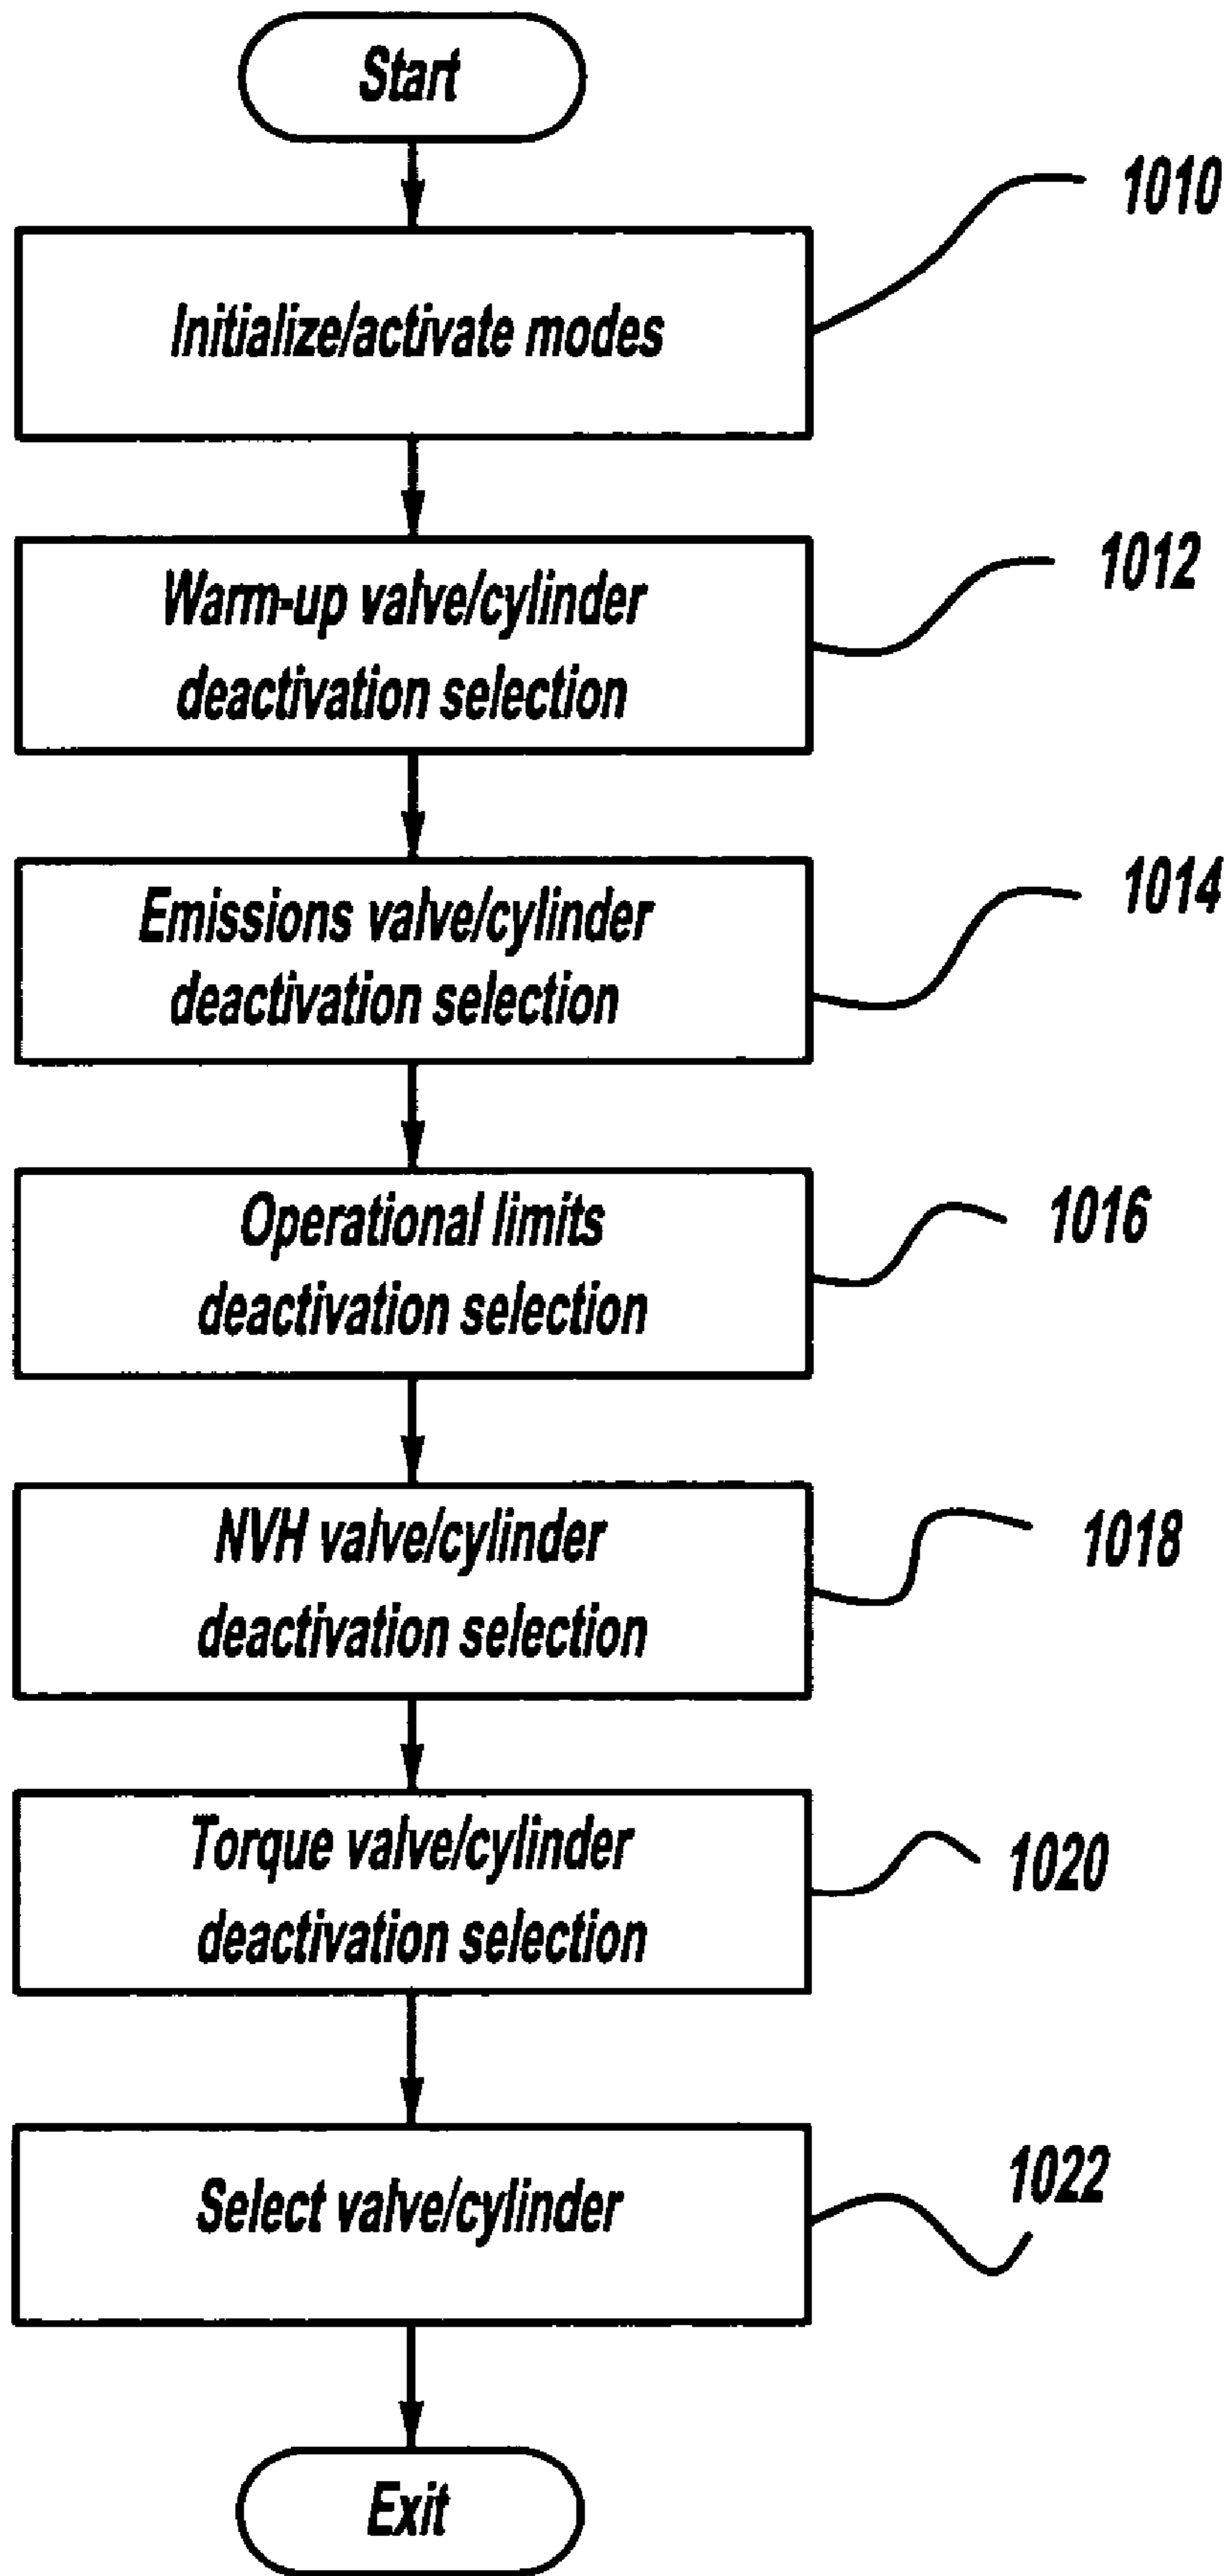 Start
1010
Initialize/activate modes
1012
Warm-up valve/cylinder
deactivation selection
1014
Emissions valve/cylinder
deactivation selection
1016
Operational limits
deactivation selection
1018
NVH valve/cylinder
deactivation selection
1020
Torque valve/cylinder
deactivation selection
1022
Select valve/cylinder
Exit